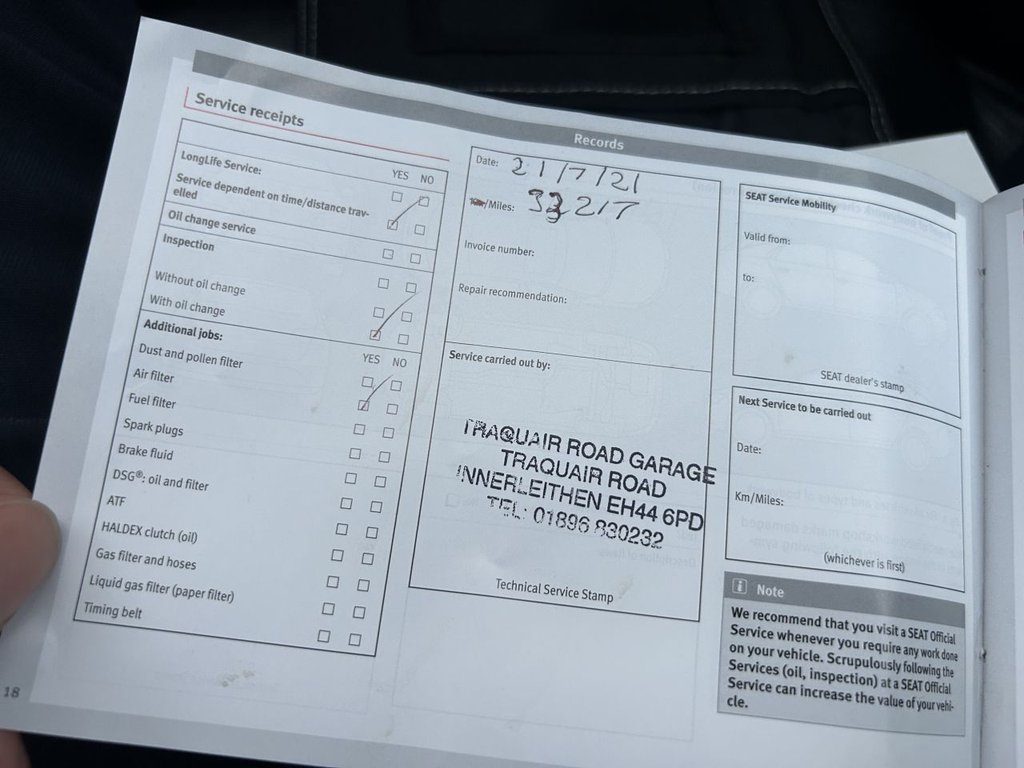 Records
Service receipts
YES NO
LongLife Service:
Service dependent on time/distance trav-
elled
Oil change service
Inspection
Without oil change
With oil change
Additional jobs:
YES NO
Dust and pollen filter
Air filter
Fuel filter
Spark plugs
Brake fluid
DSG®: oil and filter
ATF
HALDEX clutch (oil)
Gas filter and hoses
Liquid gas filter (paper filter)
Timing belt
18
Date: 21/7/21
/Miles: 33217
Invoice number:
Repair recommendation:
Service carried out by:
TRAQUAIR ROAD GARAGE
TRAQUAIR ROAD
INNERLEITHEN EH44 6PD
TEL: 01896 830232
Technical Service Stamp
SEAT Service Mobility
Valid from:
to:
SEAT dealer's stamp
Next Service to be carried out
Date:
Km/Miles:
(whichever is first)
i Note
We recommend that you visit a SEAT Official
Service whenever you require any work done
on your vehicle. Scrupulously following the
Services (oil, inspection) at a SEAT Official
Service can increase the value of your vehi-
cle.